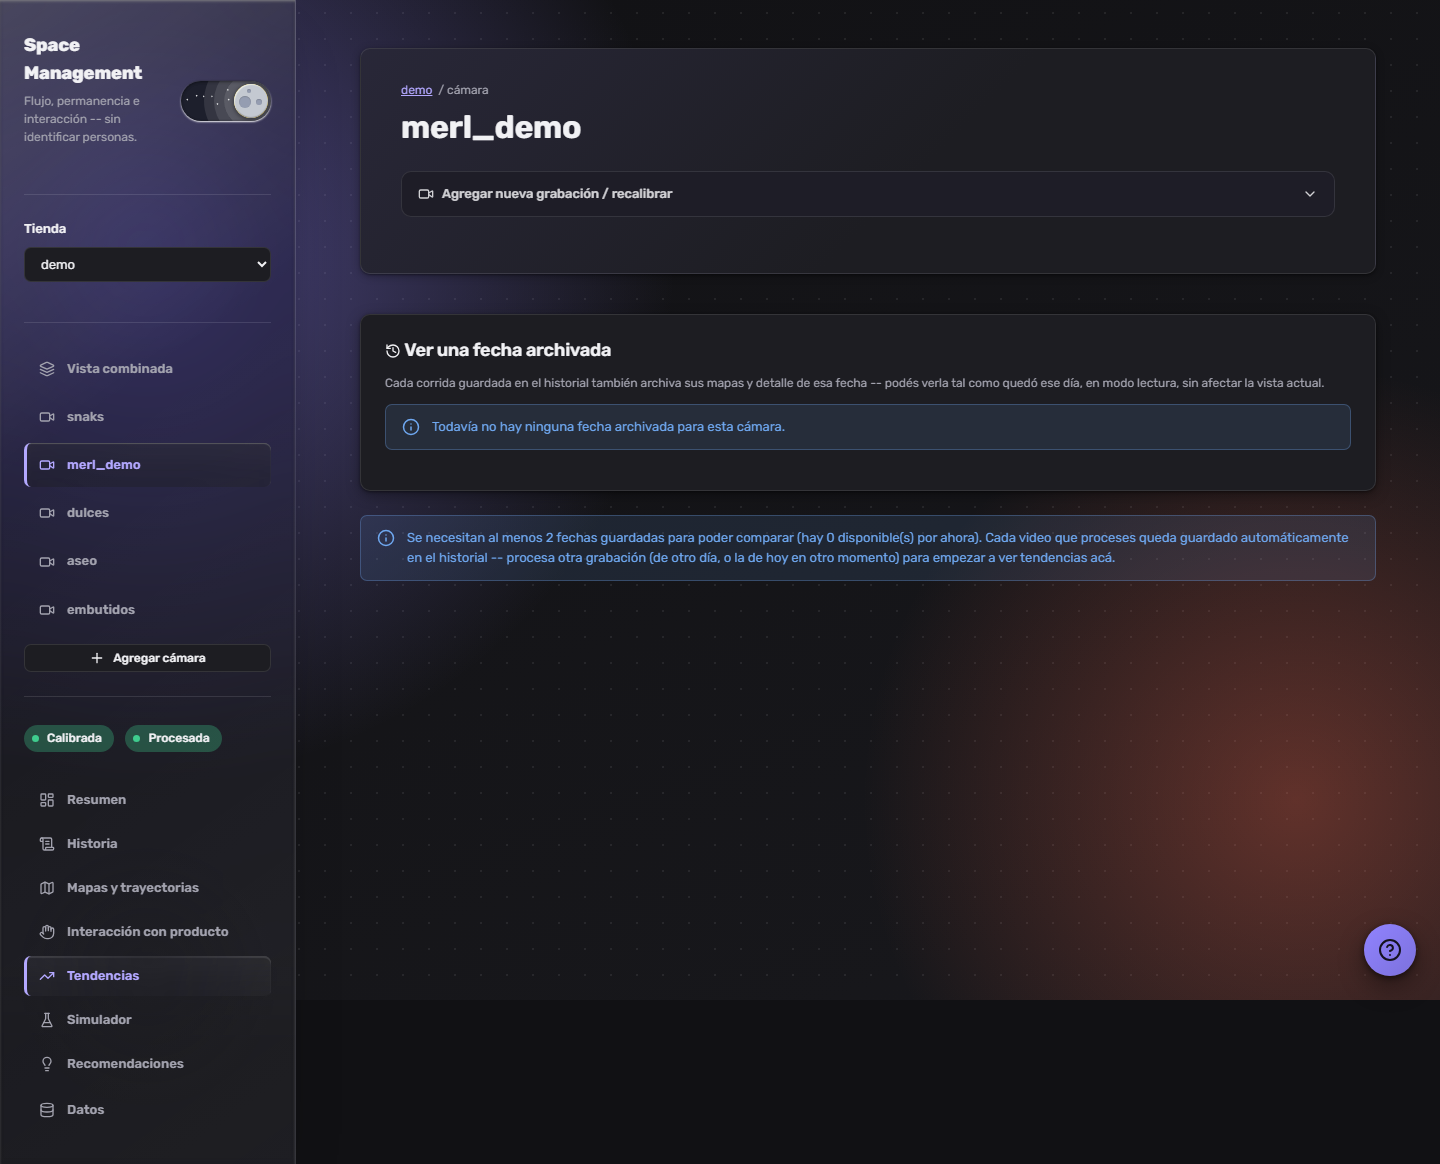 Space
Management
Flujo, permanencia e
interacción -- sin
identificar personas.
Tienda
demo
Vista combinada
snaks
merl_demo
dulces
aseo
embutidos
Agregar cámara
Calibrada
Procesada
Resumen
Historia
Mapas y trayectorias
Interacción con producto
Tendencias
Simulador
Recomendaciones
Datos
demo / cámara
merl_demo
Agregar nueva grabación / recalibrar
Ver una fecha archivada
Cada corrida guardada en el historial también archiva sus mapas y detalle de esa fecha -- podés verla tal como quedó ese día, en modo lectura, sin afectar la vista actual.
Todavía no hay ninguna fecha archivada para esta cámara.
Se necesitan al menos 2 fechas guardadas para poder comparar (hay 0 disponible(s) por ahora). Cada video que proceses queda guardado automáticamente
en el historial -- procesa otra grabación (de otro día, o la de hoy en otro momento) para empezar a ver tendencias acá.